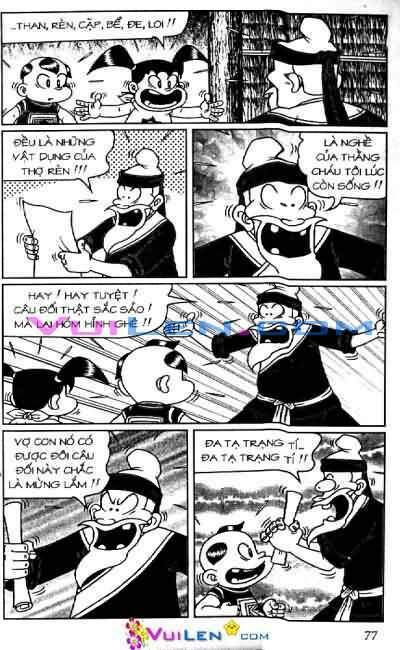 ..THAN, RÈN, CẶP, BỂ, ĐE, LOI !!
ĐỀU LÀ NHỮNG
VẬT DỤNG CỦA
THỢ RÈN !!!
LÀ NGHỀ
CỦA THẰNG
CHÁU TÔI LÚC
CÒN SỐNG !!
HAY ! HAY TUYỆT !
CÂU ĐỐI THẬT SẮC SẢO
MÀ LẠI HÓM HỈNH GHÊ !!
VUILEN.COM
VỢ CON NÓ CÓ
ĐƯỢC ĐÔI CÂU
ĐỐI NÀY CHẮC
LÀ MỪNG LẮM !!
ĐA TẠ TRẠNG
TÍ..
ĐA TẠ TRẠNG
TÍ !!
77
VUILEN.COM